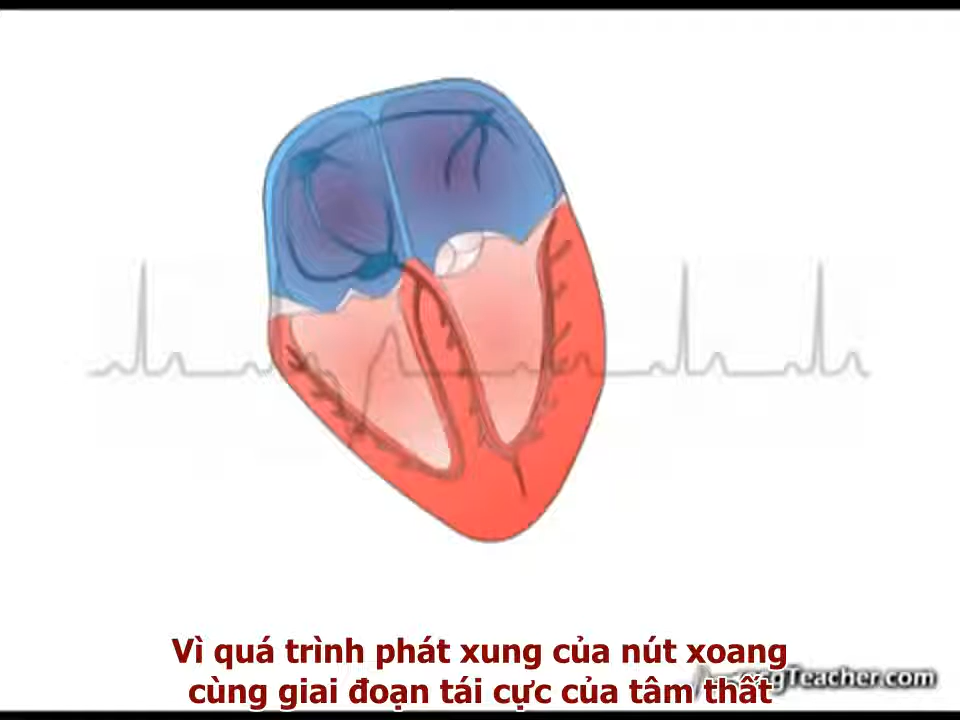 Vì quá trình phát xung của nút xoang
cùng giai đoạn tái cực của tâm thất